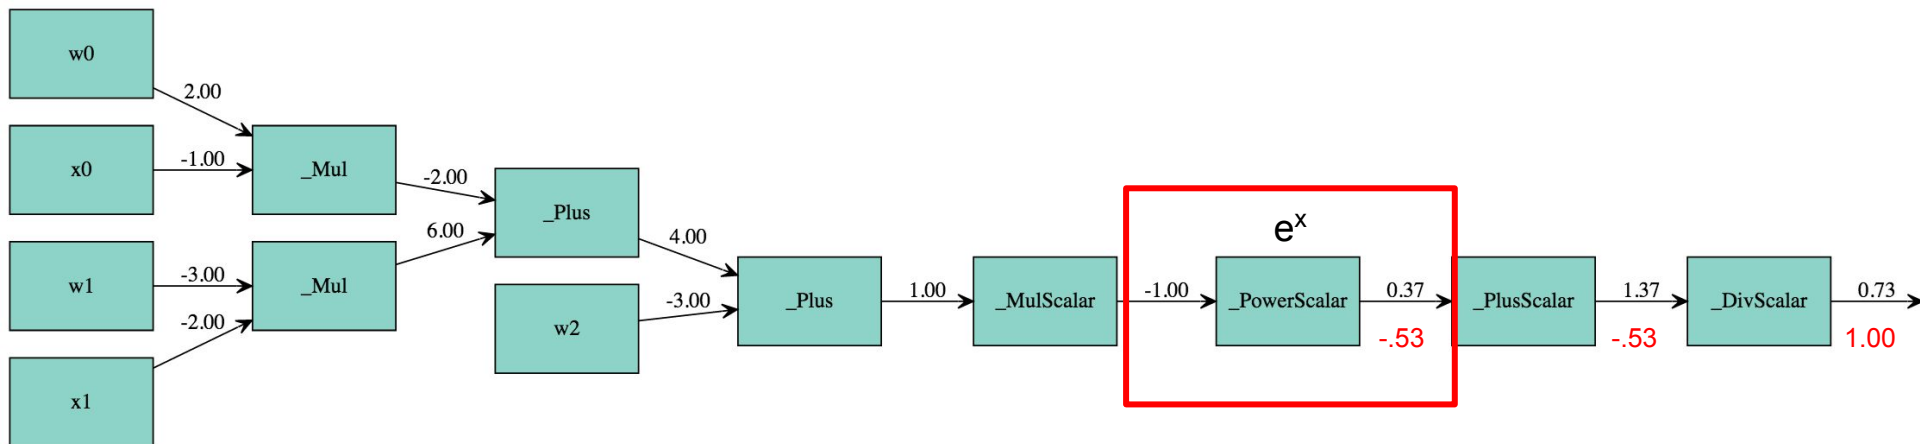 w0
2.00
x0
-1.00
_Mul
-2.00
w1
-3.00
-2.00
_Mul
6.00
x1
_Plus
4.00
w2
-3.00
_Plus
1.00
_MulScalar
-1.00
e^x
_PowerScalar
0.37
-.53
_PlusScalar
1.37
-.53
_DivScalar
0.73
1.00